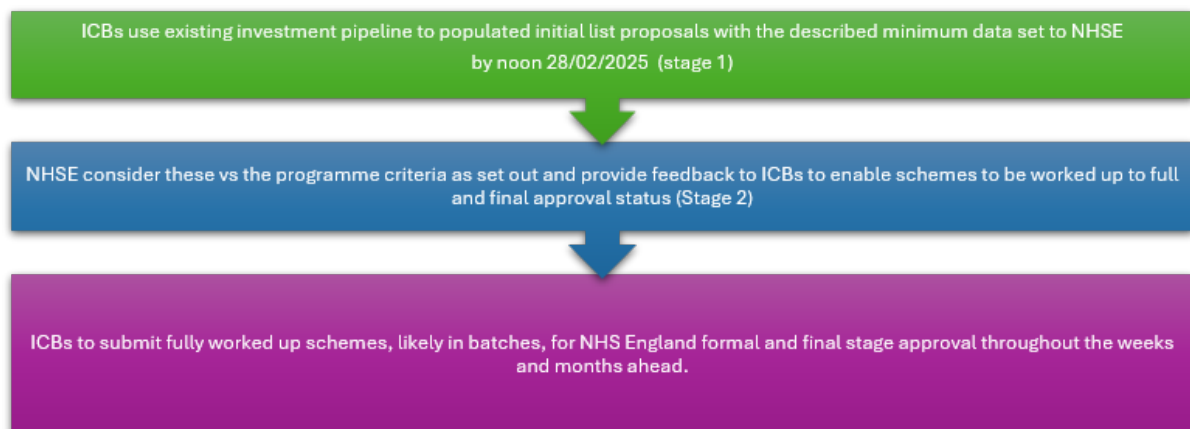 ICBs use existing investment pipeline to populated initial list proposals with the described minimum data set to NHSE
by noon 28/02/2025 (stage 1)
NHSE consider these vs the programme criteria as set out and provide feedback to ICBs to enable schemes to be worked up to full
and final approval status (Stage 2)
ICBs to submit fully worked up schemes, likely in batches, for NHS England formal and final stage approval throughout the weeks
and months ahead.